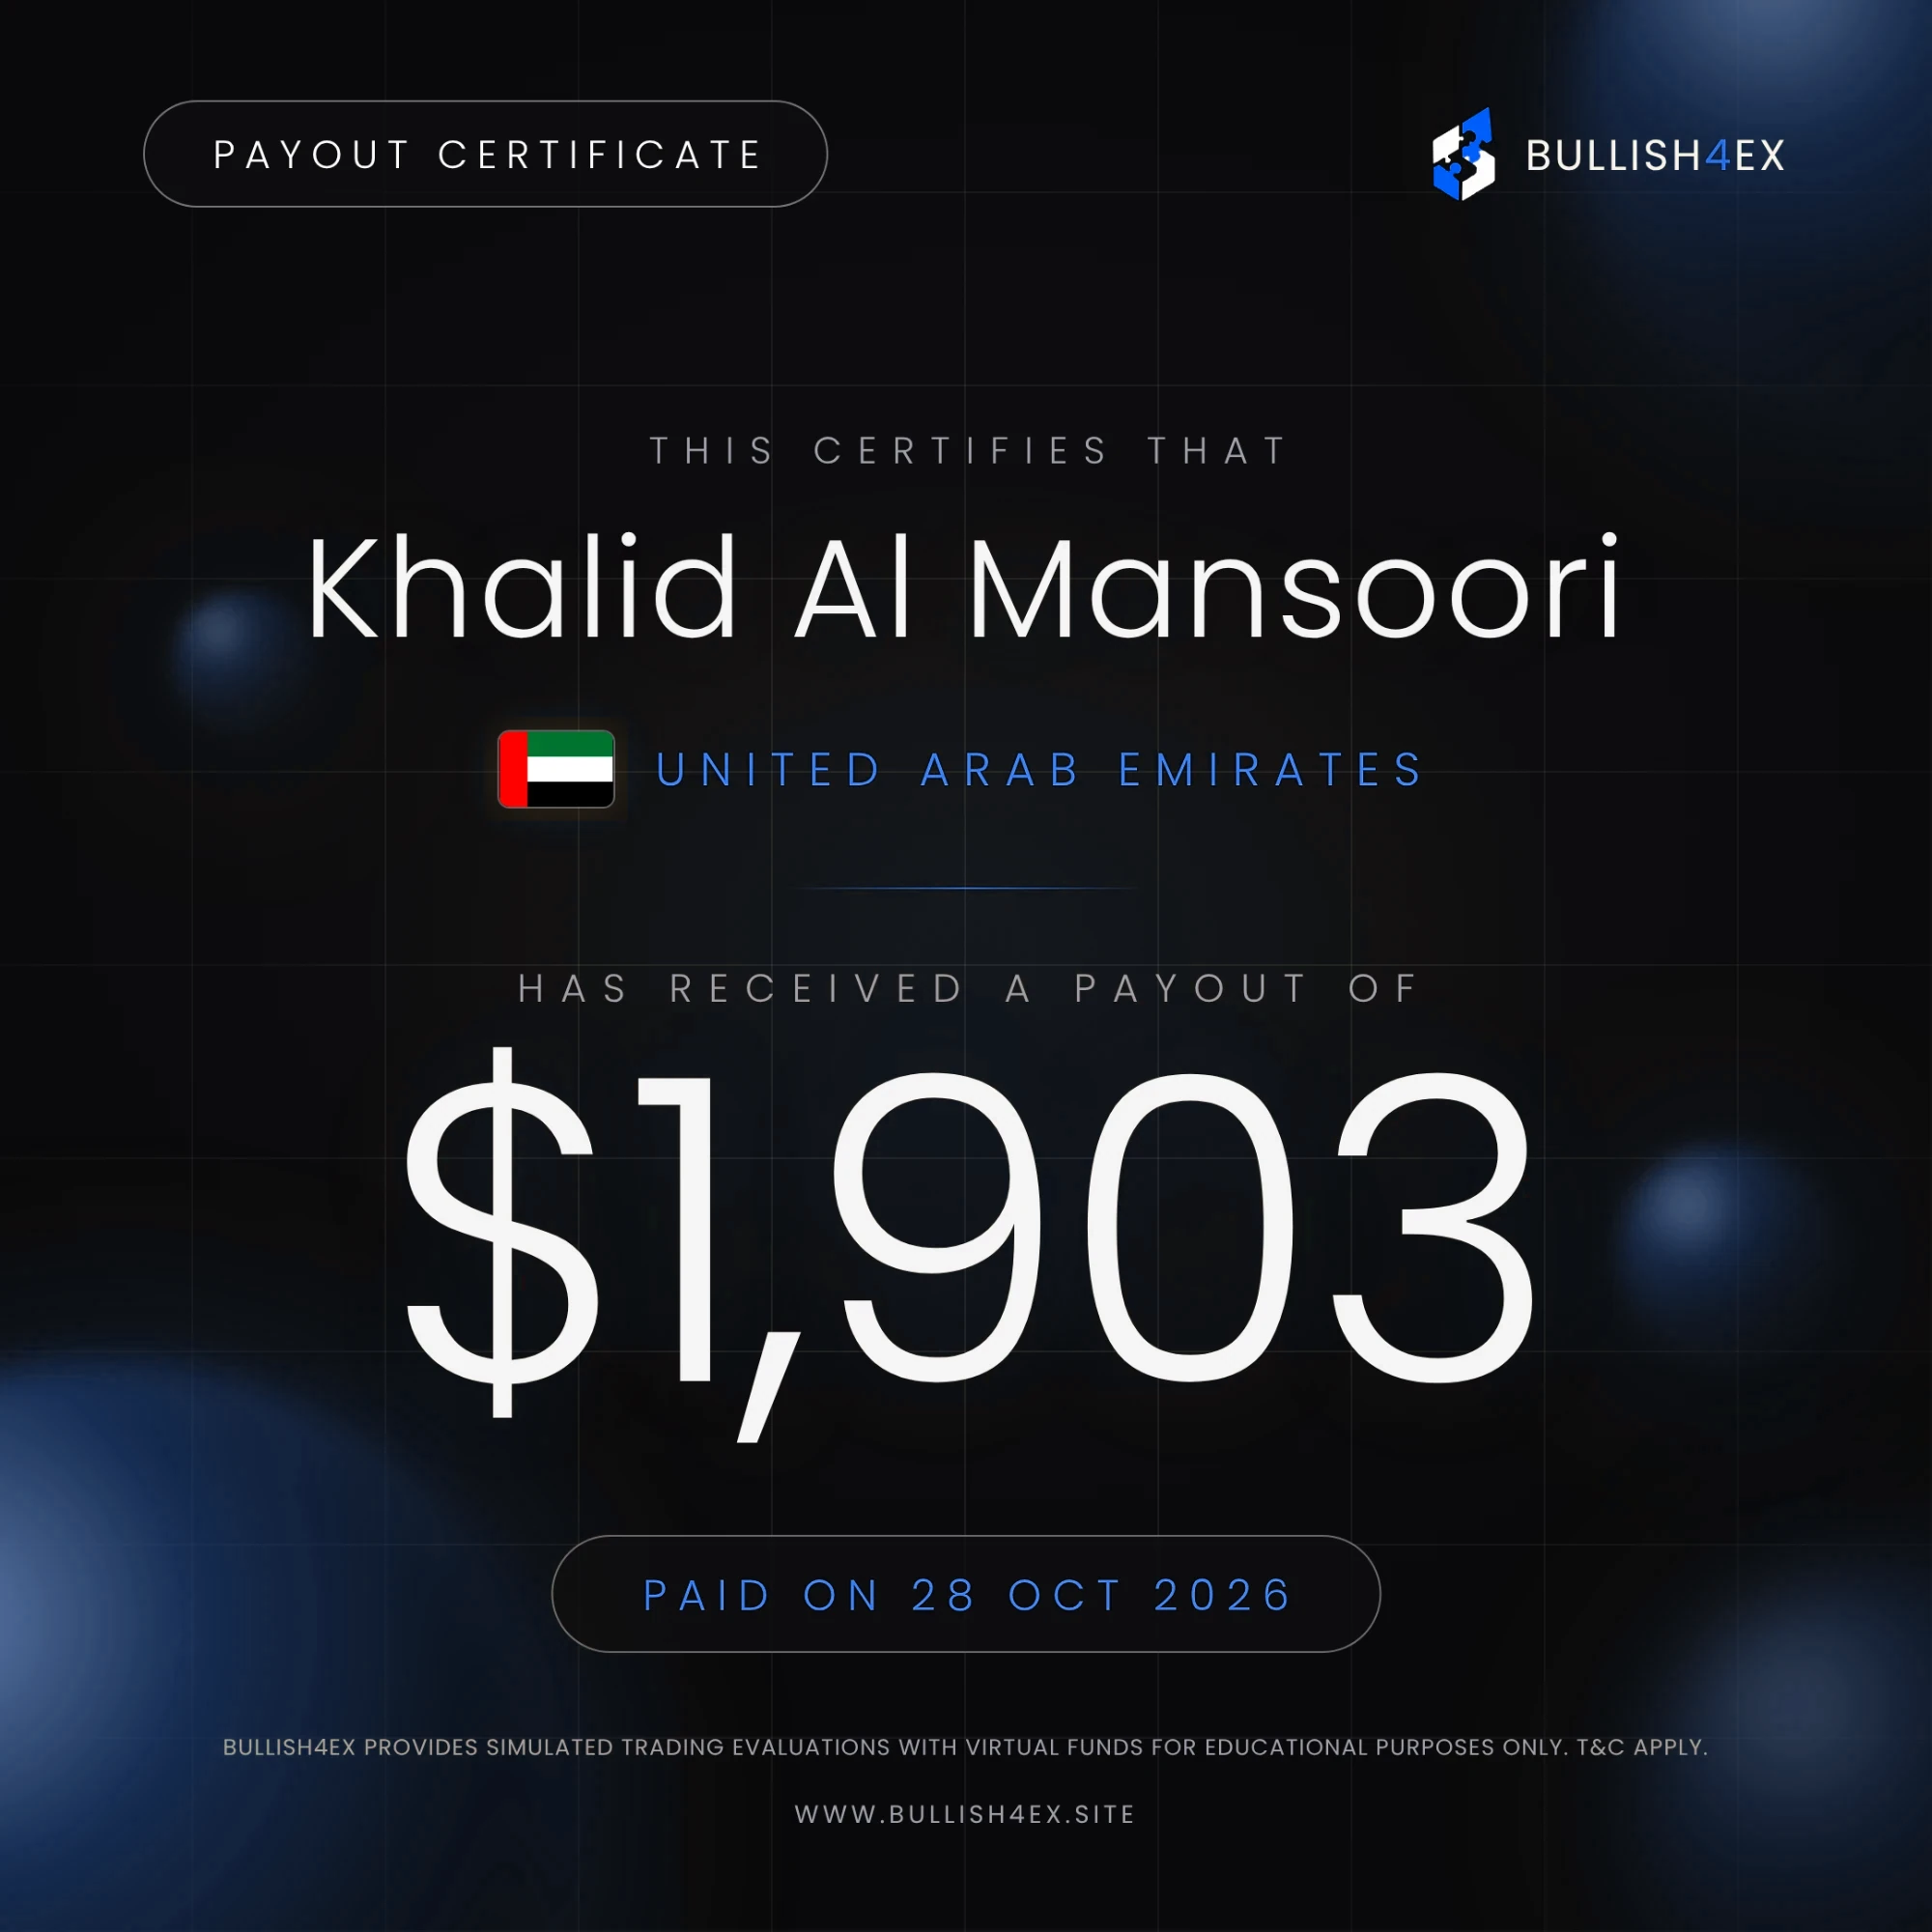 PAYOUT CERTIFICATE
BULLISH4EX
THIS CERTIFIES THAT
Khalid Al Mansoori
UNITED ARAB EMIRATES
HAS RECEIVED A PAYOUT OF
$1,903
PAID ON 28 OCT 2026
BULLISH4EX PROVIDES SIMULATED TRADING EVALUATIONS WITH VIRTUAL FUNDS FOR EDUCATIONAL PURPOSES ONLY. T&C APPLY.
WWW.BULLISH4EX.SITE